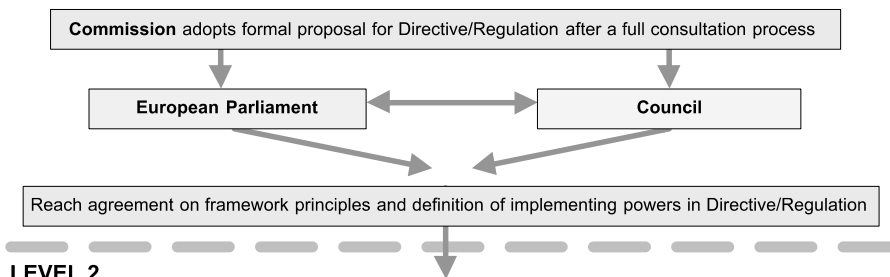 Commission adopts formal proposal for Directive/Regulation after a full consultation process
European Parliament
Council
Reach agreement on framework principles and definition of implementing powers in Directive/Regulation
LEVEL 2